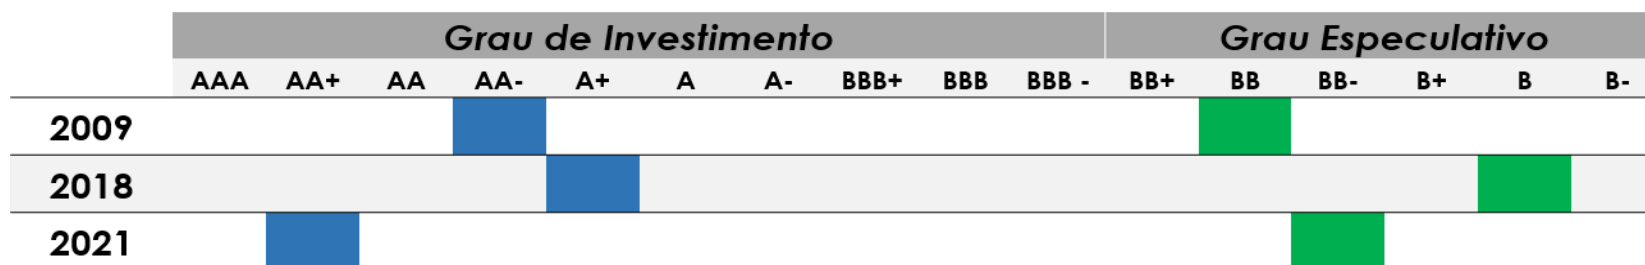 Grau de Investimento Grau Especulativo
AAA AA+ AA AA- A+ A A- BBB+ BBB BBB - BB+ BB BB- B+ B B-
2009
2018
2021